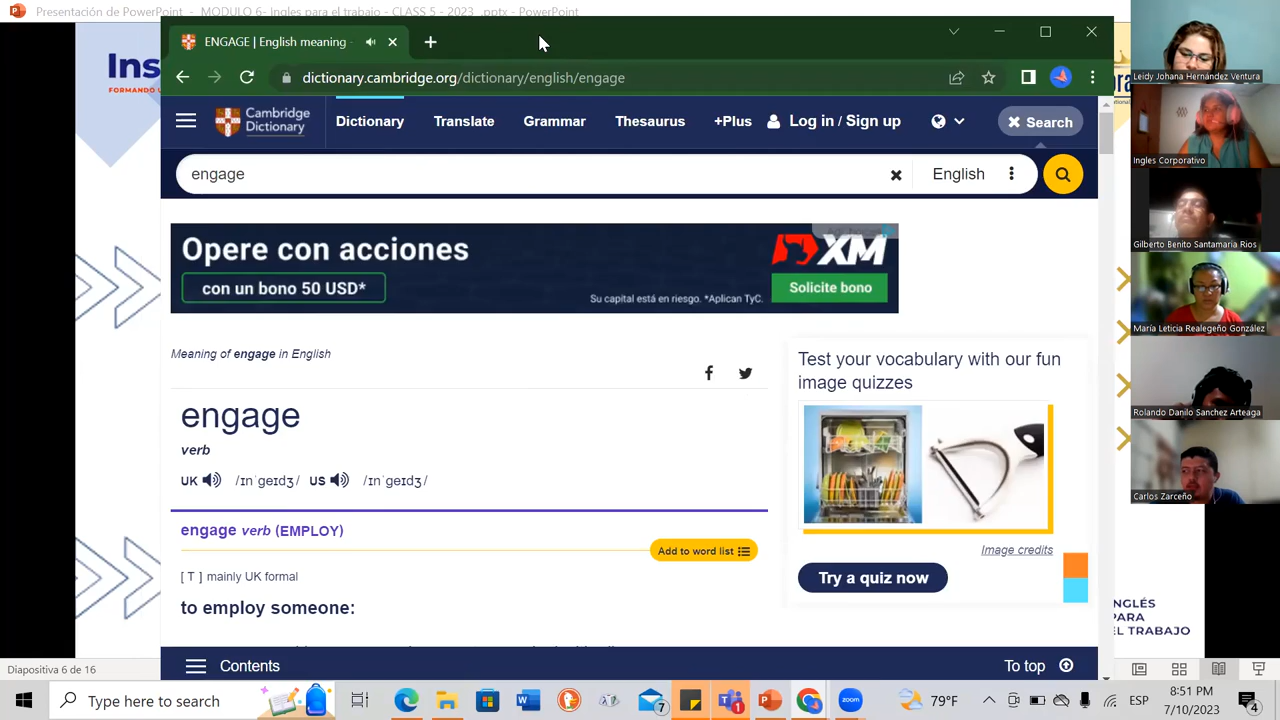 Presentación de PowerPoint - MODULO 6- ingles para el trabajo - CLASS 5 - 2023 .pptx - PowerPoint
ENGAGE | English meaning -
dictionary.cambridge.org/dictionary/english/engage
Ins
FORMANDO
Cambridge
Dictionary
Dictionary
Translate
Grammar
Thesaurus
+Plus
Log in / Sign up
Search
engage
English
Opere con acciones
con un bono 50 USD*
Su capital está en riesgo. *Aplican TyC.
XM
Solicite bono
Meaning of engage in English
engage
verb
UK /ɪnˈɡeɪdʒ/ US /ɪnˈɡeɪdʒ/
engage verb (EMPLOY)
Add to word list
[ T ] mainly UK formal
to employ someone:
Test your vocabulary with our fun
image quizzes
Image credits
Try a quiz now
Contents
To top
Leidy Johana Hernández Ventura
Ingles Corporativo
Gilberto Benito Santamaria Rios
María Leticia Realegeño González
Rolando Danilo Sanchez Arteaga
Carlos Zarceño
NGLÉS
PARA
EL TRABAJO
Diapositiva 6 de 16
Type here to search
7
1
79°F
ESP
8:51 PM
7/10/2023
4